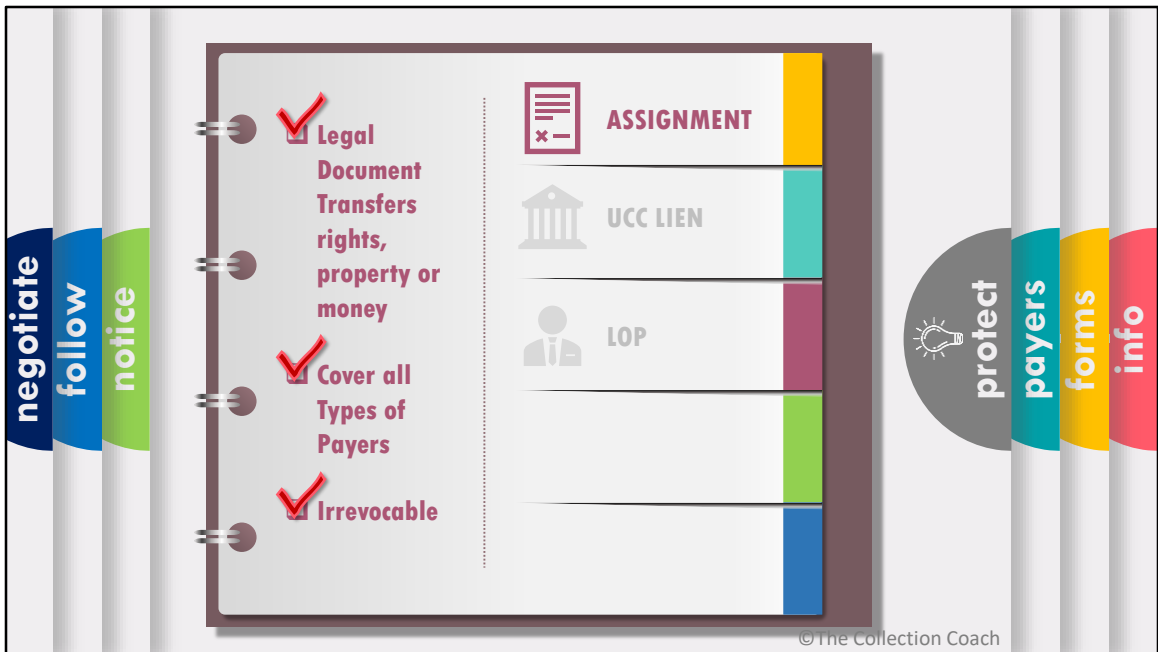 negotiate
follow
notice
Legal
Document
Transfers
rights,
property or
money
Cover all
Types of
Payers
Irrevocable
ASSIGNMENT
UCC LIEN
LOP
protect
payers
forms
info
©The Collection Coach